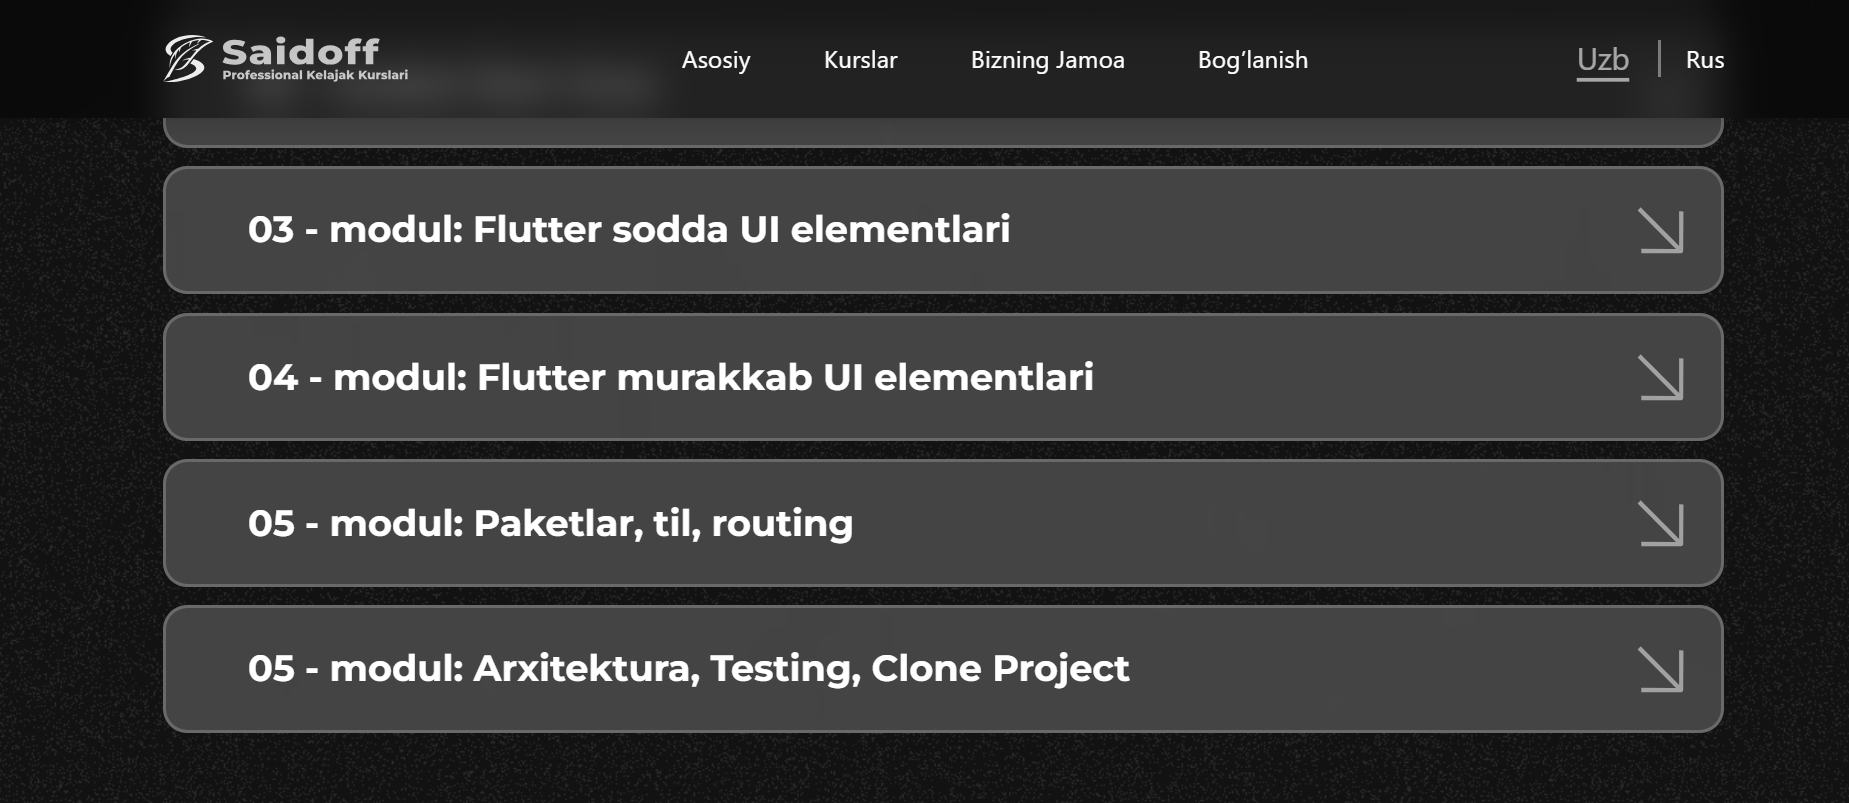 Saidoff
Professional Kelajak Kurslari
Asosiy
Kurslar
Bizning Jamoa
Bog‘lanish
Uzb
Rus
03 - modul: Flutter sodda UI elementlari
04 - modul: Flutter murakkab UI elementlari
05 - modul: Paketlar, til, routing
05 - modul: Arxitektura, Testing, Clone Project